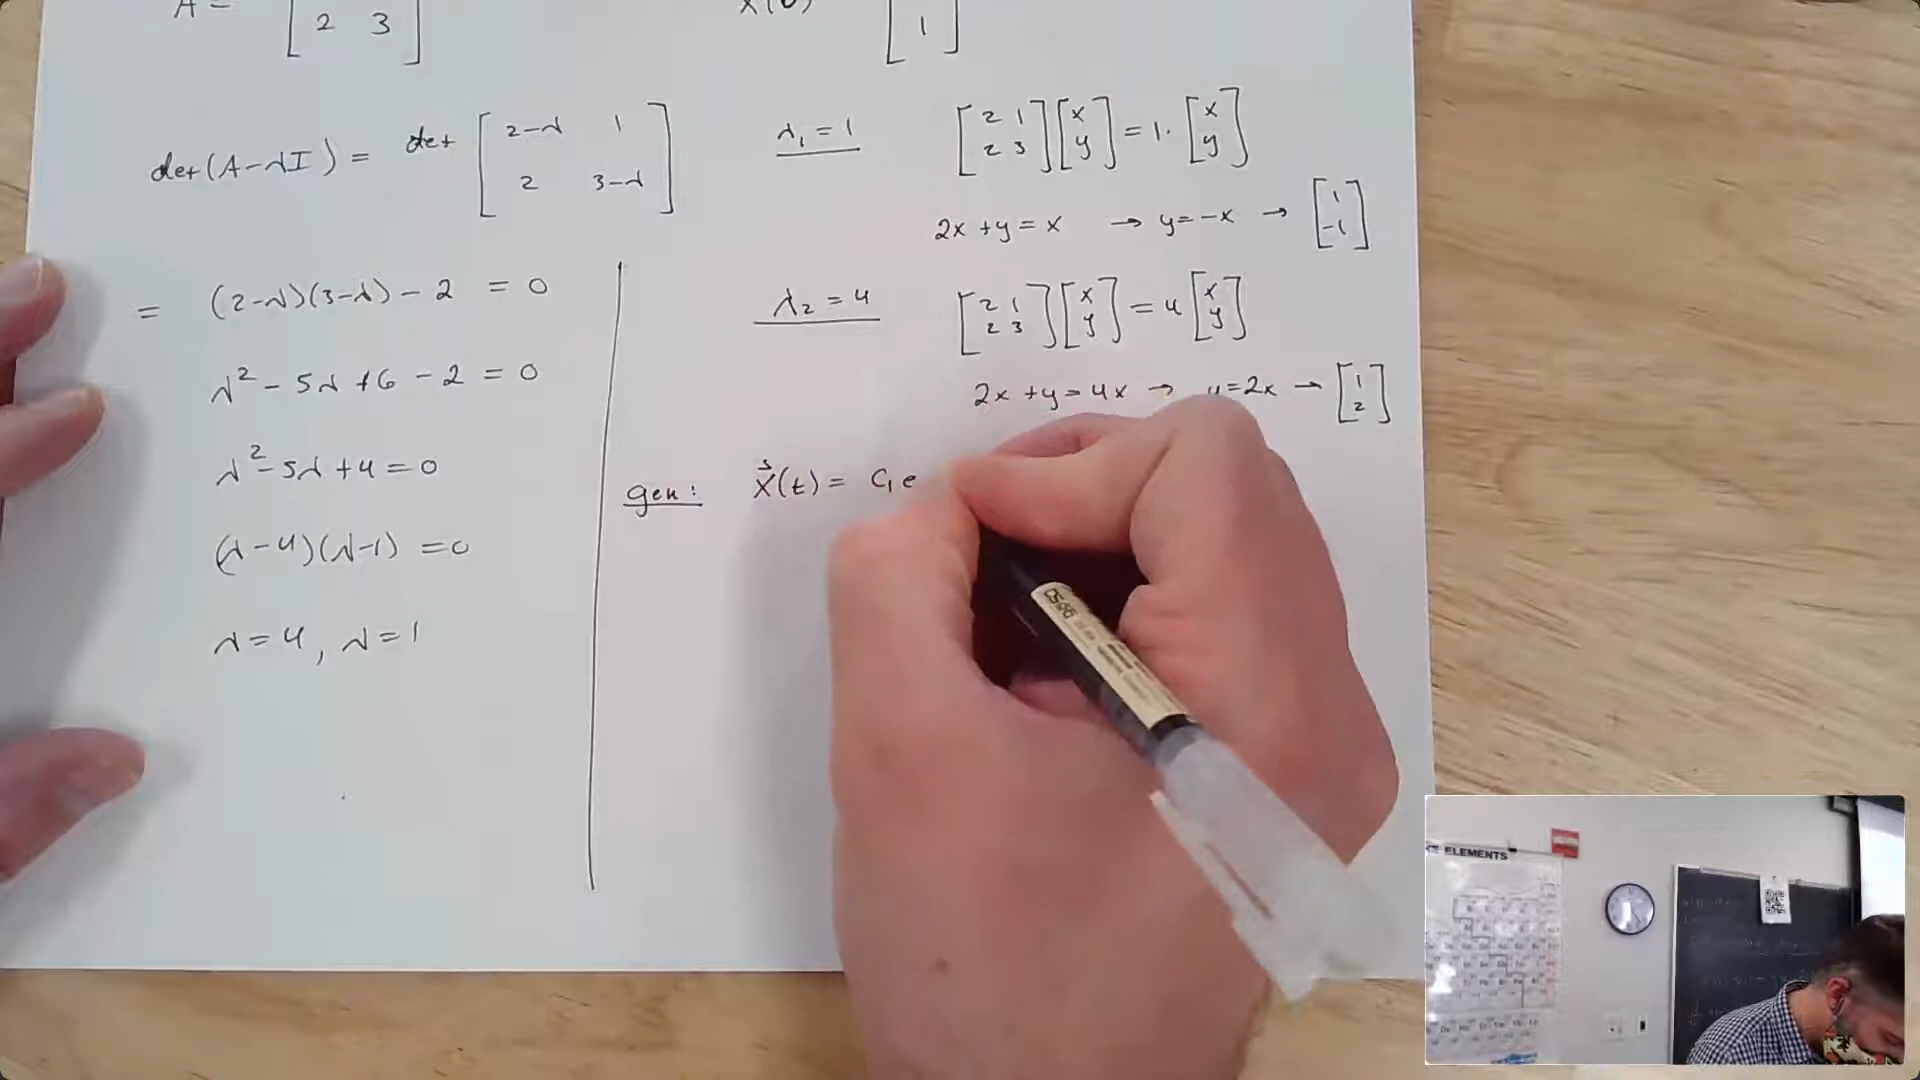 A = [ 2 3 ]
X(0) [ 1 ]
det(A-λI) = det [ 2-λ 1
2 3-λ ]
= (2-λ)(3-λ) - 2 = 0
λ² - 5λ + 6 - 2 = 0
λ² - 5λ + 4 = 0
(λ-4)(λ-1) = 0
λ = 4, λ = 1
λ₁ = 1 [2 1; 2 3] [x; y] = 1· [x; y]
2x + y = x → y = -x → [1; -1]
λ₂ = 4 [2 1; 2 3] [x; y] = 4 [x; y]
2x + y = 4x → y = 2x → [1; 2]
gen: X(t) = C₁ e
ELEMENTS